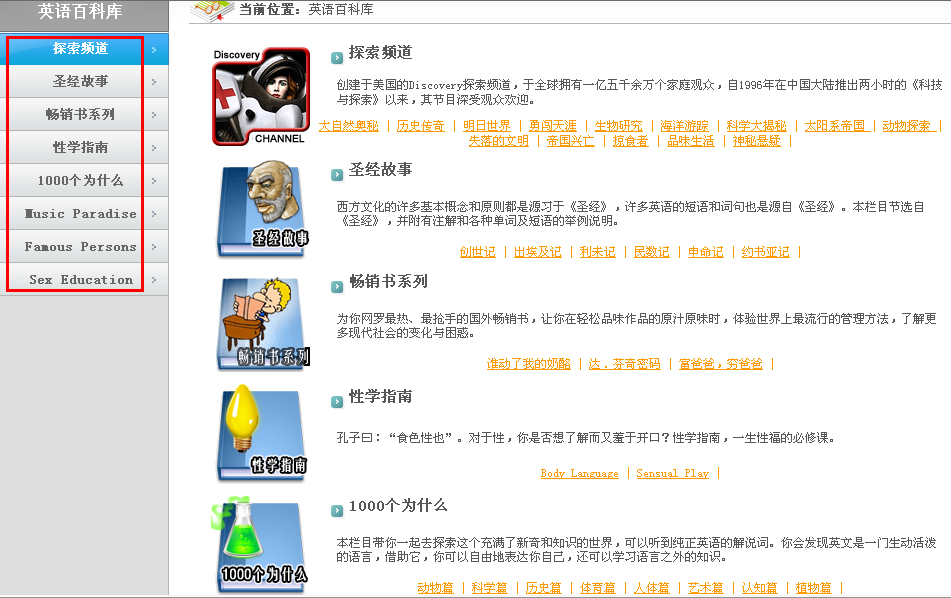 英语百科库
探索频道
圣经故事
畅销书系列
性学指南
1000个为什么
Music Paradise
Famous Persons
Sex Education
当前位置：英语百科库
Discovery
CHANNEL
探索频道
创建于美国的Discovery探索频道，于全球拥有一亿五千余万个家庭观众，自1996年在中国大陆推出两小时的《科技
与探索》以来，其节目深受观众欢迎。
大自然奥秘 | 历史传奇 | 明日世界 | 勇闯天涯 | 生物研究 | 海洋游踪 | 科学大揭秘 | 太阳系帝国 | 动物探索 |
失落的文明 | 帝国兴亡 | 掠食者 | 品味生活 | 神秘悬疑 |
圣经故事
圣经故事
西方文化的许多基本概念和原则都是源习于《圣经》，许多英语的短语和词句也是源自《圣经》。本栏目节选自
《圣经》，并附有注解和各种单词及短语的举例说明。
创世记 | 出埃及记 | 利未记 | 民数记 | 申命记 | 约书亚记 |
畅销书系列
畅销书系列
为你网罗最热、最抢手的国外畅销书，让你在轻松品味作品的原汁原味时，体验世界上最流行的管理方法，了解更
多现代社会的变化与困惑。
谁动了我的奶酪 | 达．芬奇密码 | 富爸爸，穷爸爸 |
性学指南
性学指南
孔子曰：“食色性也”。对于性，你是否想了解而又羞于开口？性学指南，一生性福的必修课。
Body Language | Sensual Play |
1000个为什么
1000个为什么
本栏目带你一起去探索这个充满了新奇和知识的世界，可以听到纯正英语的解说词。你会发现英文是一门生动活泼
的语言，借助它，你可以自由地表达你自己，还可以学习语言之外的知识。
动物篇 | 科学篇 | 历史篇 | 体育篇 | 人体篇 | 艺术篇 | 认知篇 | 植物篇 |